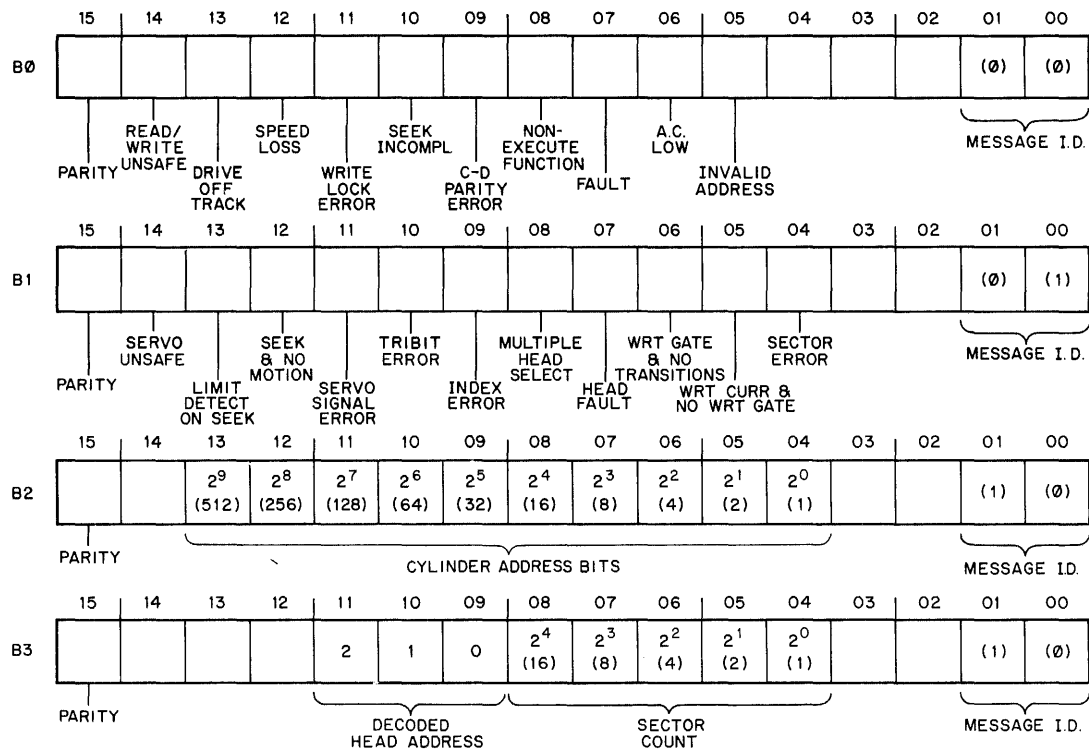 15 14 13 12 11 10 09 08 07 06 05 04 03 02 01 00
BØ (Ø) (Ø)
PARITY
READ/
WRITE
UNSAFE
DRIVE
OFF
TRACK
SPEED
LOSS
WRITE
LOCK
ERROR
SEEK
INCOMPL.
C-D
PARITY
ERROR
NON-
EXECUTE
FUNCTION
FAULT
A.C.
LOW
INVALID
ADDRESS
MESSAGE I.D.
15 14 13 12 11 10 09 08 07 06 05 04 03 02 01 00
B1 (Ø) (1)
PARITY
SERVO
UNSAFE
LIMIT
DETECT
ON SEEK
SEEK
& NO
MOTION
SERVO
SIGNAL
ERROR
TRIBIT
ERROR
INDEX
ERROR
MULTIPLE
HEAD
SELECT
HEAD
FAULT
WRT GATE
& NO
TRANSITIONS
WRT CURR &
NO WRT GATE
SECTOR
ERROR
MESSAGE I.D.
15 14 13 12 11 10 09 08 07 06 05 04 03 02 01 00
B2 2⁹ 2⁸ 2⁷ 2⁶ 2⁵ 2⁴ 2³ 2² 2¹ 2⁰ (1) (Ø)
(512) (256) (128) (64) (32) (16) (8) (4) (2) (1)
PARITY
CYLINDER ADDRESS BITS
MESSAGE I.D.
15 14 13 12 11 10 09 08 07 06 05 04 03 02 01 00
B3 2 1 0 2⁴ 2³ 2² 2¹ 2⁰ (1) (Ø)
(16) (8) (4) (2) (1)
PARITY
DECODED
HEAD ADDRESS
SECTOR
COUNT
MESSAGE I.D.